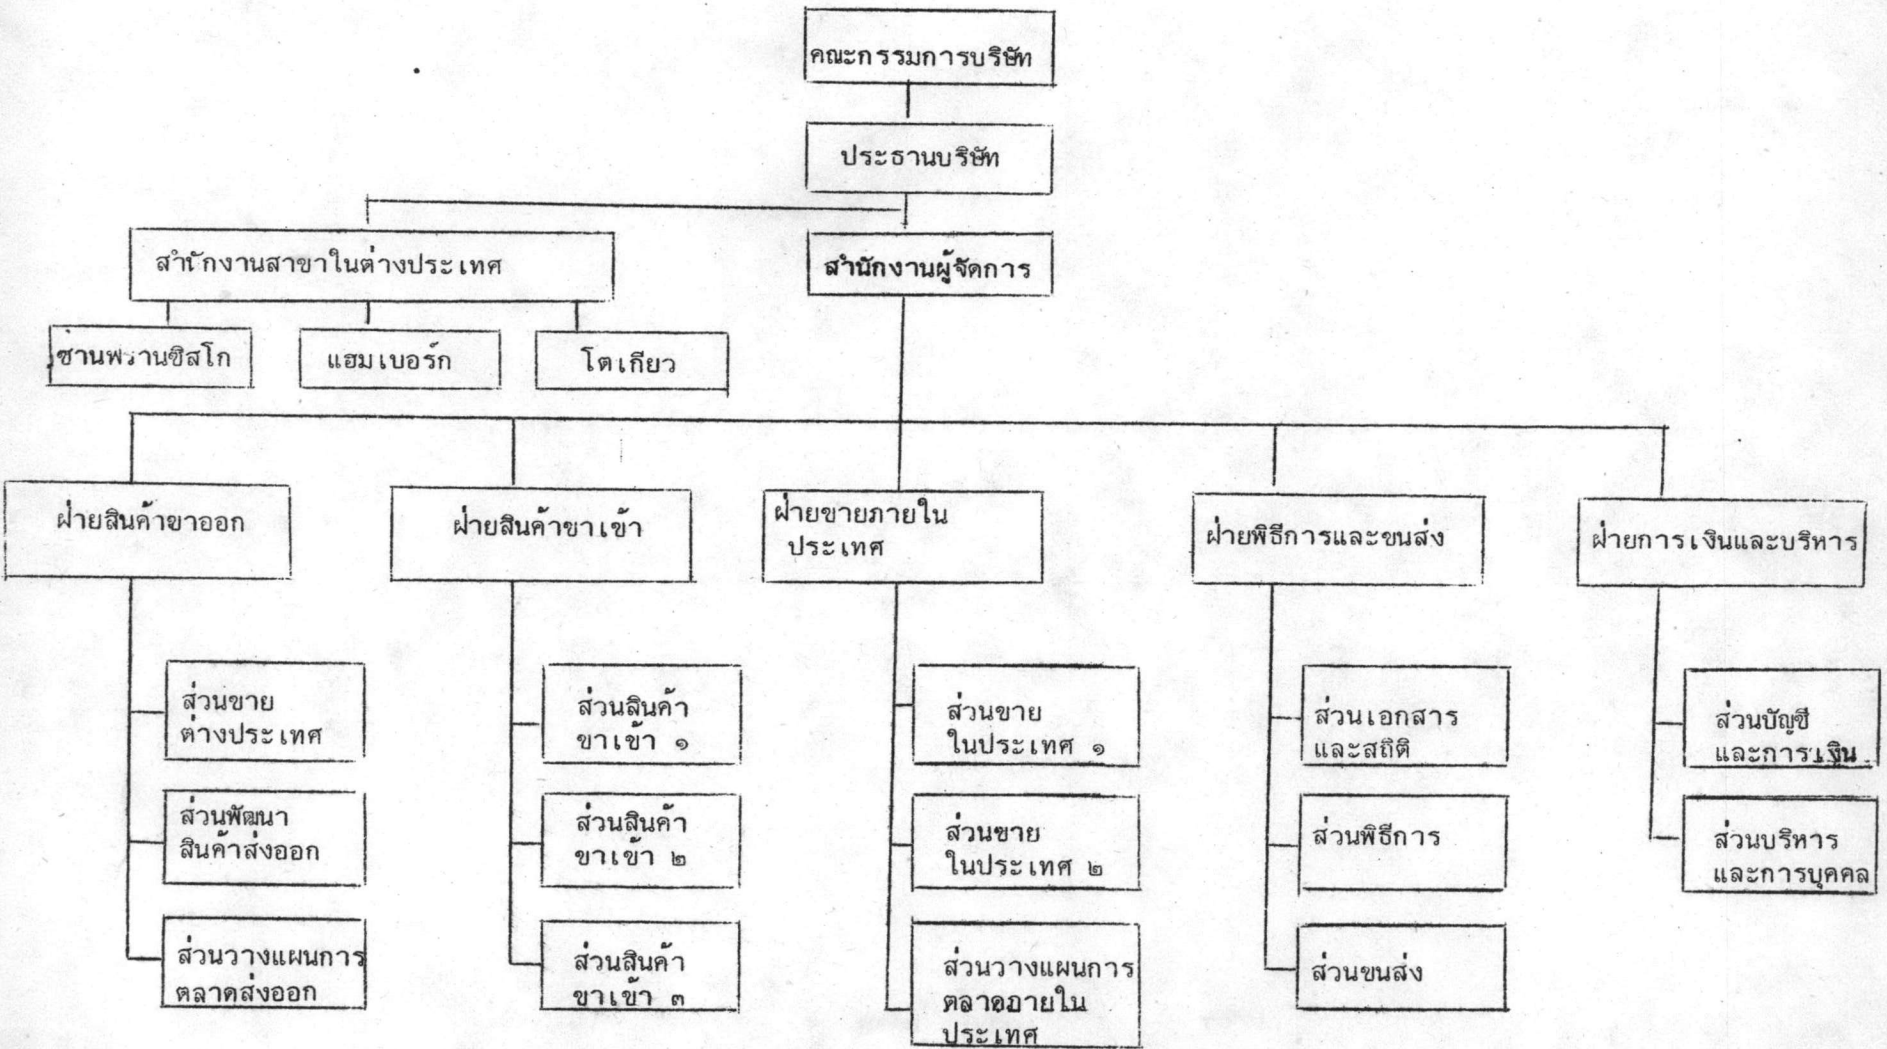 คณะกรรมการบริษัท
ประธานบริษัท
สำนักงานสาขาในต่างประเทศ
สำนักงานผู้จัดการ
ซานฟรานซิสโก
แฮมเบอร์ก
โตเกียว
ฝ่ายสินค้าขาออก
ฝ่ายสินค้าขาเข้า
ฝ่ายขายภายใน
ประเทศ
ฝ่ายพิธีการและขนส่ง
ฝ่ายการเงินและบริหาร
ส่วนขาย
ต่างประเทศ
ส่วนพัฒนา
สินค้าส่งออก
ส่วนวางแผนการ
ตลาดส่งออก
ส่วนสินค้า
ขาเข้า ๑
ส่วนสินค้า
ขาเข้า ๒
ส่วนสินค้า
ขาเข้า ๓
ส่วนขาย
ในประเทศ ๑
ส่วนขาย
ในประเทศ ๒
ส่วนวางแผนการ
ตลาดภายใน
ประเทศ
ส่วนเอกสาร
และสถิติ
ส่วนพิธีการ
ส่วนขนส่ง
ส่วนบัญชี
และการเงิน
ส่วนบริหาร
และการบุคคล